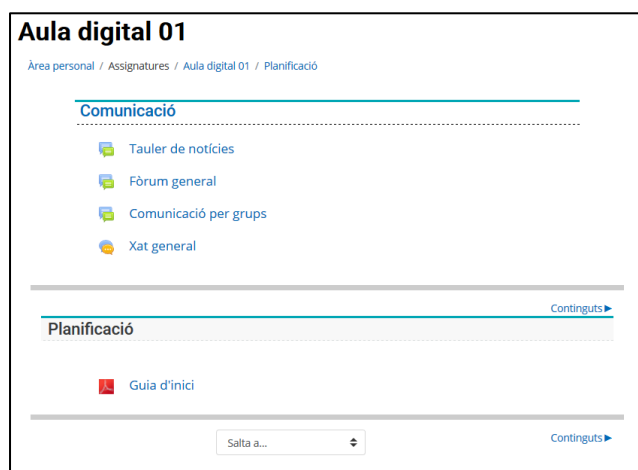 Aula digital 01
Àrea personal / Assignatures / Aula digital 01 / Planificació
Comunicació
Tauler de notícies
Fòrum general
Comunicació per grups
Xat general
Continguts►
Planificació
Guia d'inici
Salta a...
Continguts►